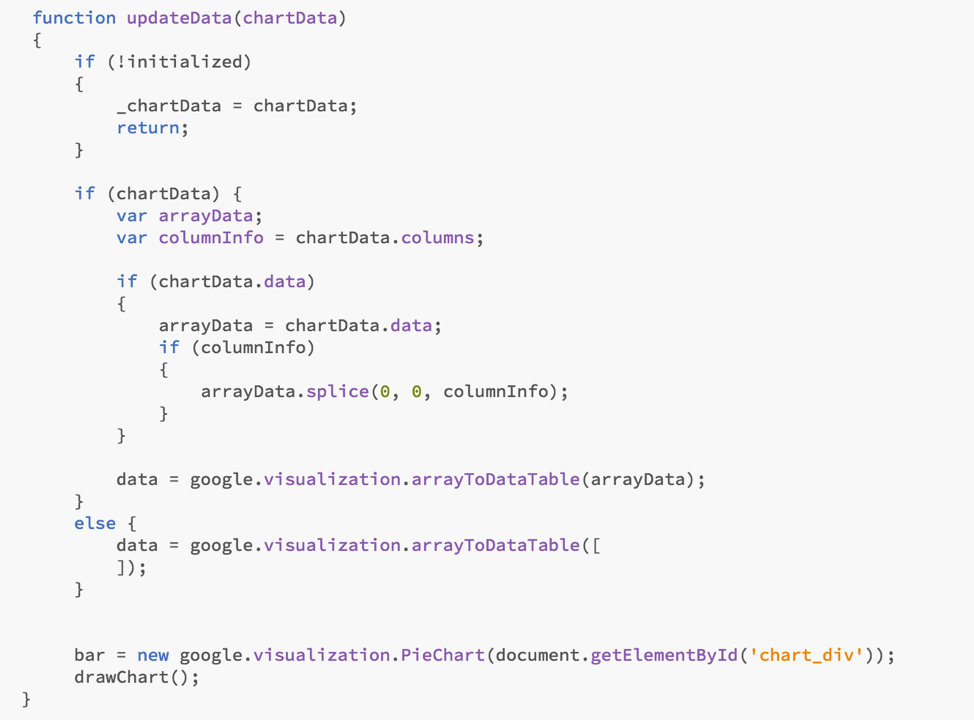 function updateData(chartData)
{
    if (!initialized)
    {
        _chartData = chartData;
        return;
    }

    if (chartData) {
        var arrayData;
        var columnInfo = chartData.columns;

        if (chartData.data)
        {
            arrayData = chartData.data;
            if (columnInfo)
            {
                arrayData.splice(0, 0, columnInfo);
            }
        }

        data = google.visualization.arrayToDataTable(arrayData);
    }
    else {
        data = google.visualization.arrayToDataTable([
        ]);
    }


    bar = new google.visualization.PieChart(document.getElementById('chart_div'));
    drawChart();
}